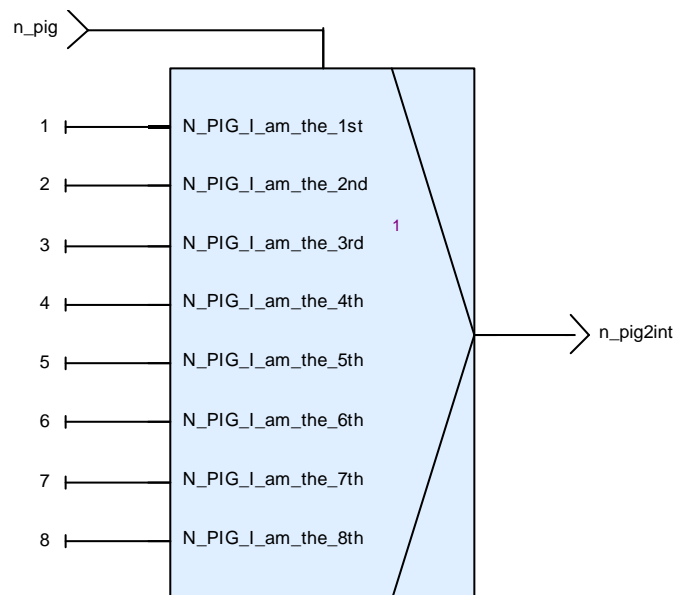 n_pig
1 N_PIG_I_am_the_1st
2 N_PIG_I_am_the_2nd
1
3 N_PIG_I_am_the_3rd
4 N_PIG_I_am_the_4th
n_pig2int
5 N_PIG_I_am_the_5th
6 N_PIG_I_am_the_6th
7 N_PIG_I_am_the_7th
8 N_PIG_I_am_the_8th